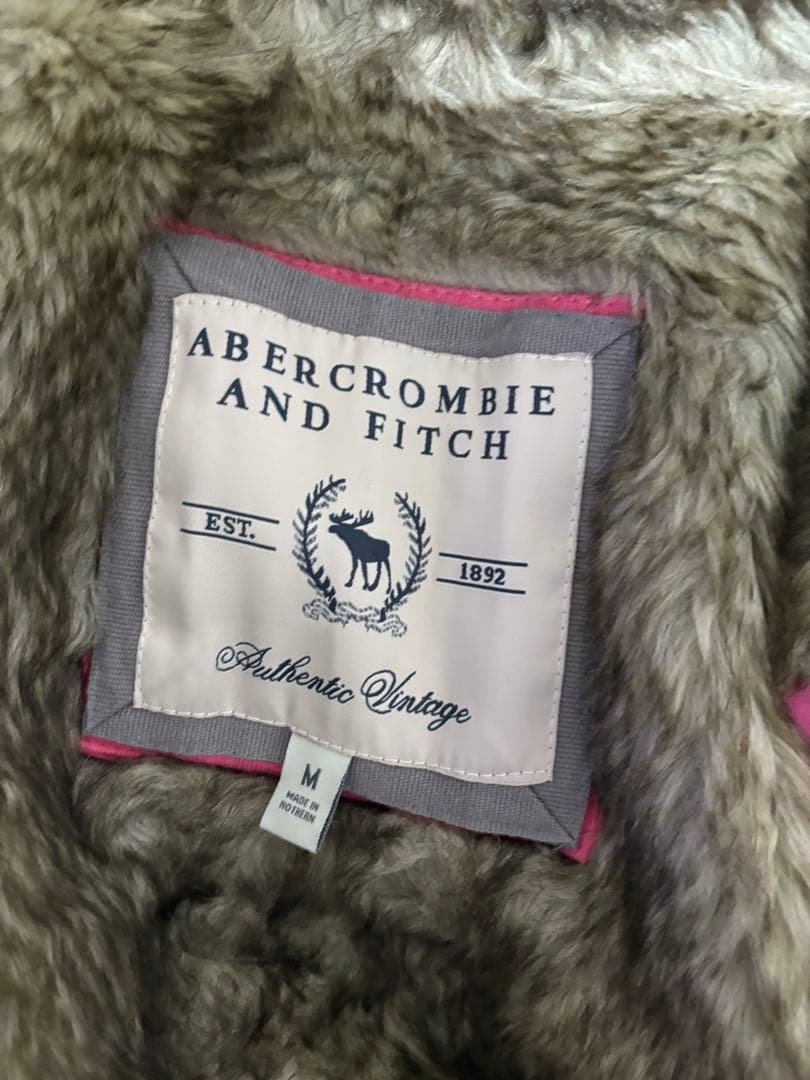 ABERCROMBIE
AND FITCH
EST.
1892
Authentic Vintage
M
MADE IN
NOTHERN